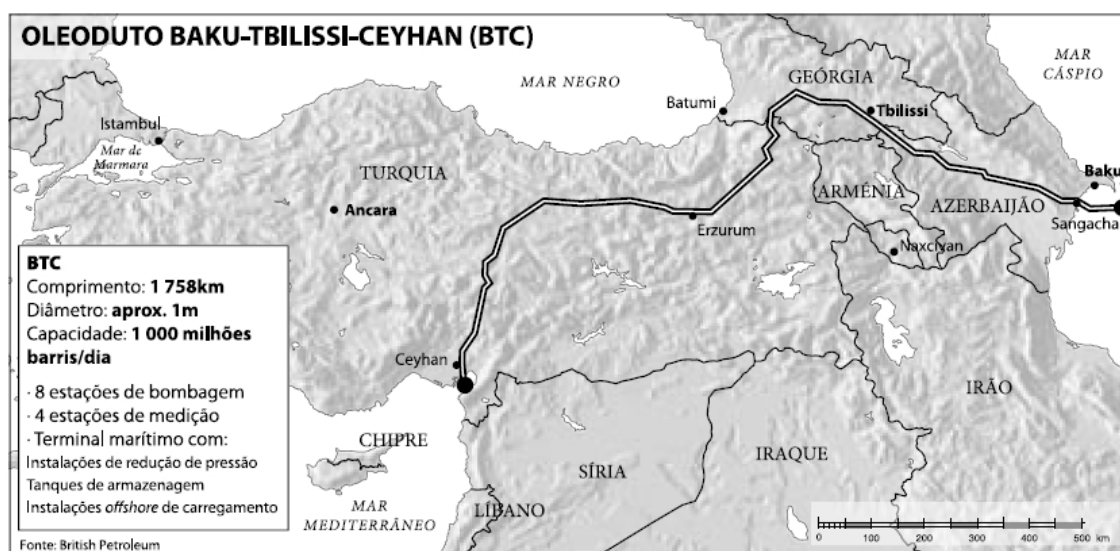 OLEODUTO BAKU-TBILISSI-CEYHAN (BTC)
MAR NEGRO
MAR
CÁSPIO
GEÓRGIA
Batumi
Tbilissi
Istambul
Mar de
Marmara
TURQUIA
Ancara
Erzurum
ARMÉNIA
AZERBAIJÃO
Baku
Sangacha
Naxcivan
BTC
Comprimento: 1 758km
Diâmetro: aprox. 1m
Capacidade: 1 000 milhões
barris/dia
· 8 estações de bombagem
· 4 estações de medição
· Terminal marítimo com:
Instalações de redução de pressão
Tanques de armazenagem
Instalações offshore de carregamento
Ceyhan
CHIPRE
MAR
MEDITERRÂNEO
LÍBANO
SÍRIA
IRAQUE
IRÃO
0 100 200 300 400 500 km
Fonte: British Petroleum